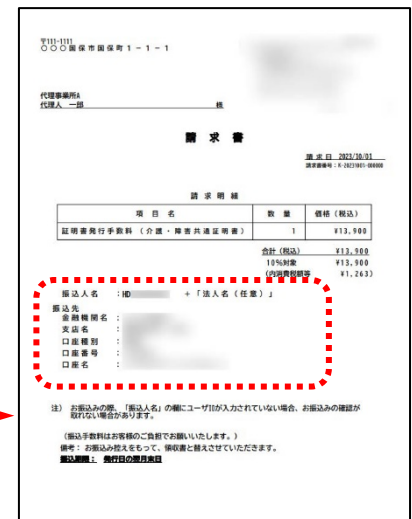 〒111-1111
〇〇〇国保市国保町１－１－１
代理事業所A
代理人 一郎 様
請 求 書
請 求 日 2023/10/01
請求書番号：K-20231001-000000
請 求 明 細
項 目 名 数 量 価格（税込）
証明書発行手数料（介護・障害共通証明書） 1 ¥13,900
合計（税込） ¥13,900
10%対象 ¥13,900
(内消費税額等 ¥1,263)
振込人名 ：HD + 「法人名（任意）」
振込先
金融機関名 ：
支店名 ：
口座種別 ：
口座番号 ：
口座名 ：
注） お振込みの際、「振込人名」の欄にユーザIDが入力されていない場合、お振込みの確認が
取れない場合があります。
（振込手数料はお客様のご負担でお願いいたします。）
備考： お振込み控えをもって、領収書と替えさせていただきます。
振込期限： 発行日の翌月末日